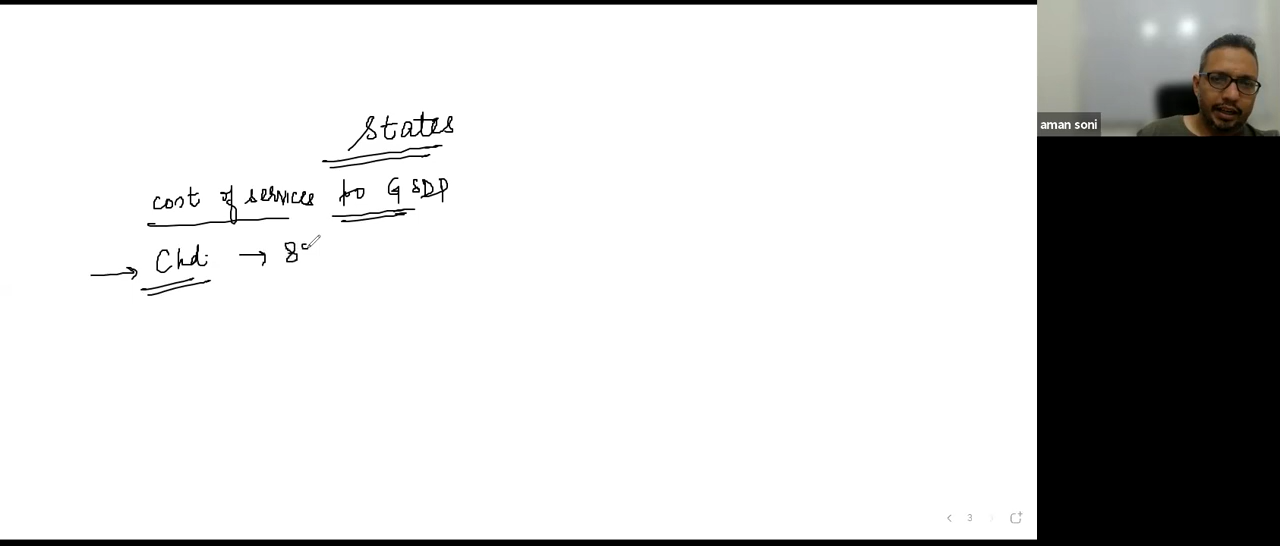 States
cost of services to GSDP
→ Chd. → 8
aman soni
3